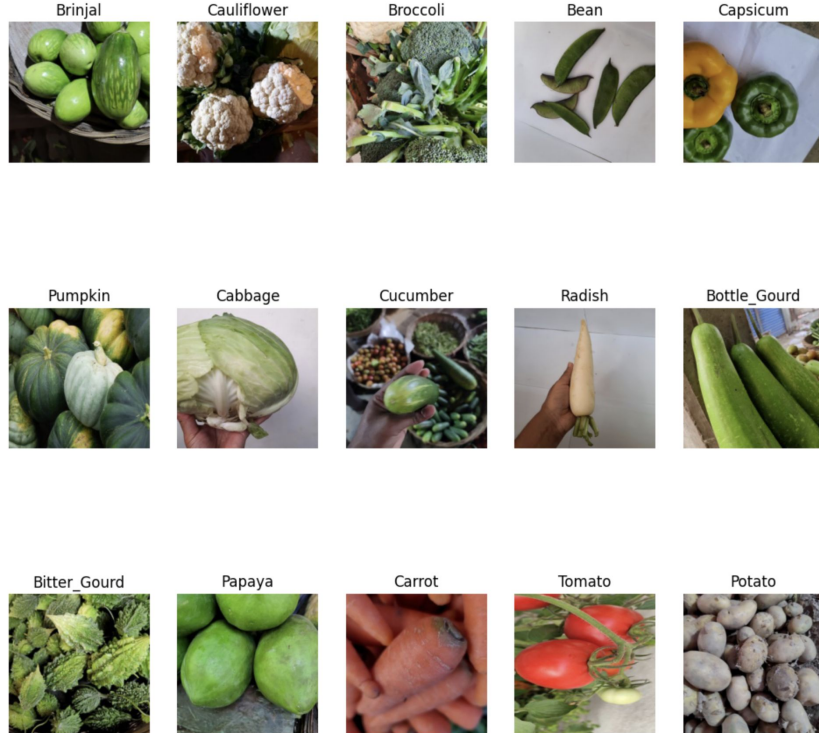 Brinjal Cauliflower Broccoli Bean Capsicum
Pumpkin Cabbage Cucumber Radish Bottle_Gourd
Bitter_Gourd Papaya Carrot Tomato Potato